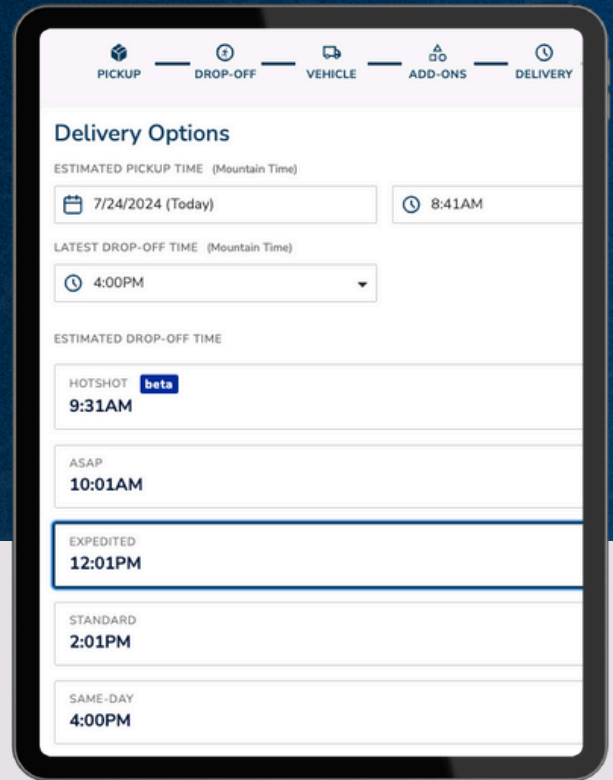 PICKUP DROP-OFF VEHICLE ADD-ONS DELIVERY
Delivery Options
ESTIMATED PICKUP TIME (Mountain Time)
7/24/2024 (Today) 8:41AM
LATEST DROP-OFF TIME (Mountain Time)
4:00PM
ESTIMATED DROP-OFF TIME
HOTSHOT beta
9:31AM
ASAP
10:01AM
EXPEDITED
12:01PM
STANDARD
2:01PM
SAME-DAY
4:00PM